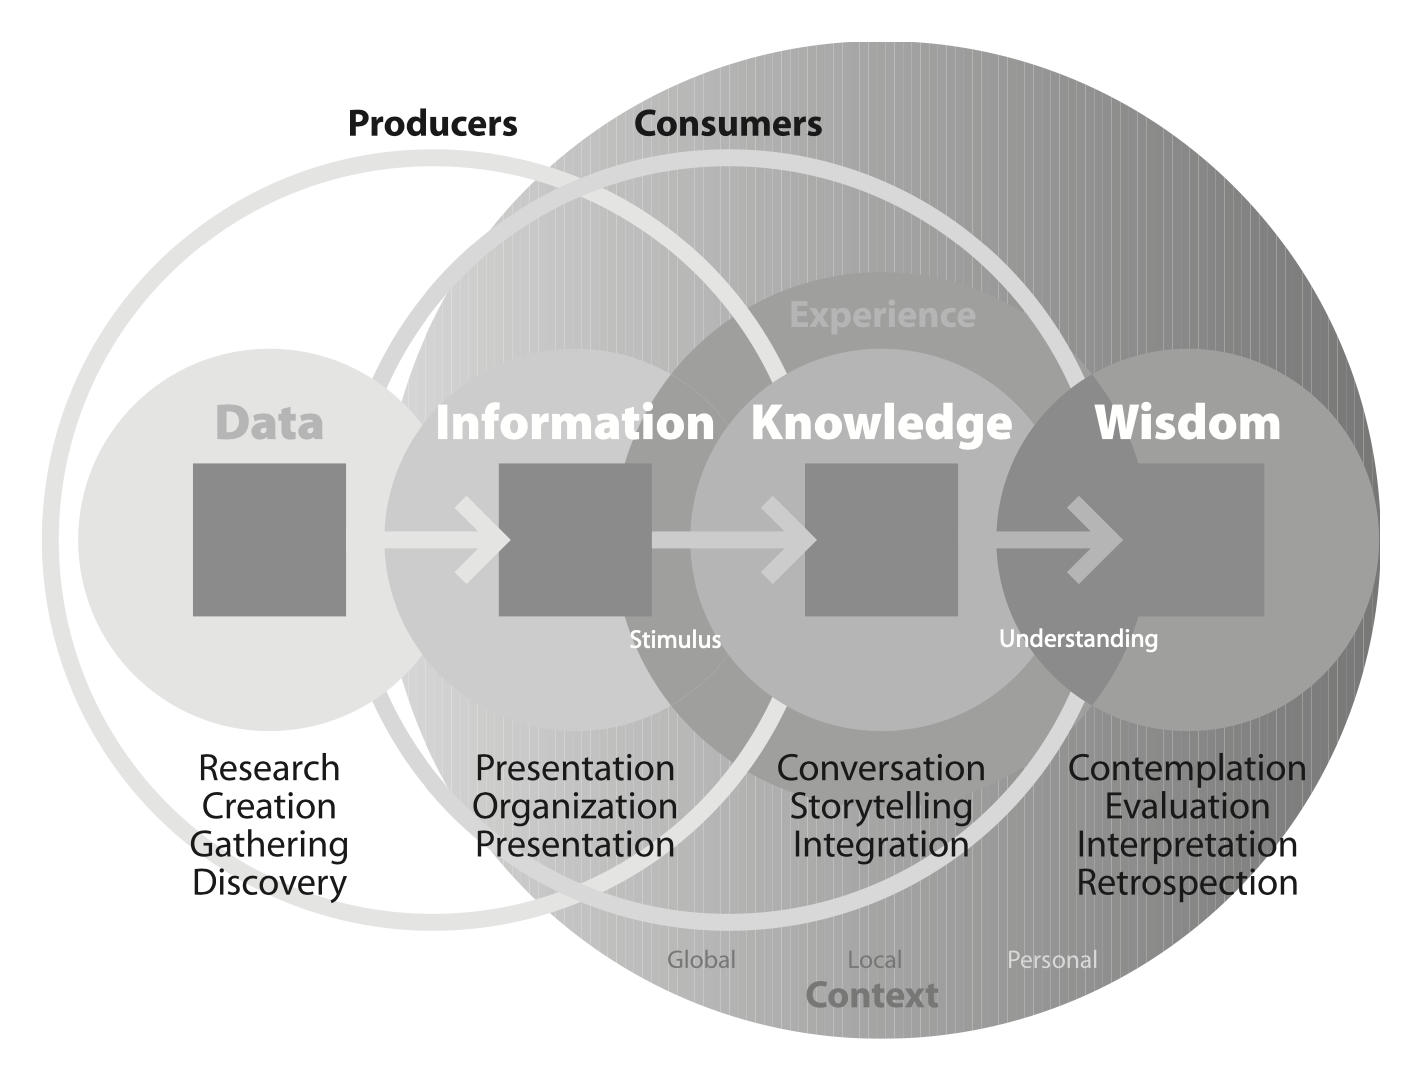 Producers
Consumers
Experience
Data
Information
Knowledge
Wisdom
Stimulus
Understanding
Research
Creation
Gathering
Discovery
Presentation
Organization
Presentation
Conversation
Storytelling
Integration
Contemplation
Evaluation
Interpretation
Retrospection
Global
Local
Personal
Context